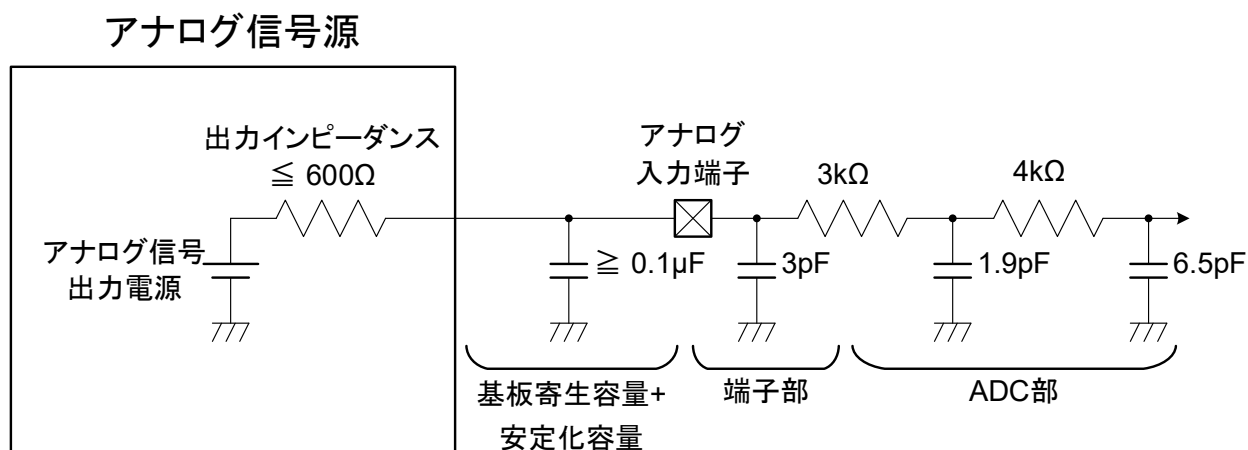 アナログ信号源
出力インピーダンス
≦ 600Ω
アナログ信号
出力電源
≧ 0.1µF
アナログ
入力端子
3pF
3kΩ
1.9pF
4kΩ
6.5pF
基板寄生容量+
安定化容量
端子部
ADC部